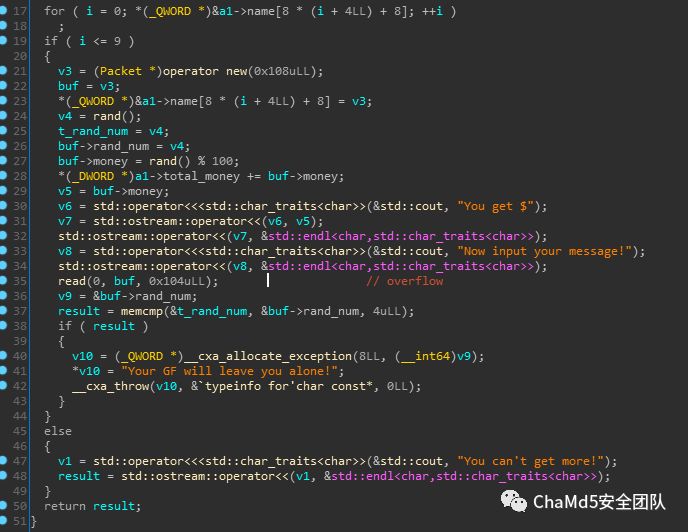 17 for ( i = 0; *(_QWORD *)&a1->name[8 * (i + 4LL) + 8]; ++i )
18 ;
19 if ( i <= 9 )
20 {
21 v3 = (Packet *)operator new(0x108uLL);
22 buf = v3;
23 *(_QWORD *)&a1->name[8 * (i + 4LL) + 8] = v3;
24 v4 = rand();
25 t_rand_num = v4;
26 buf->rand_num = v4;
27 buf->money = rand() % 100;
28 *(_DWORD *)a1->total_money += buf->money;
29 v5 = buf->money;
30 v6 = std::operator<<<std::char_traits<char>>(&std::cout, "You get $");
31 v7 = std::ostream::operator<<(v6, v5);
32 std::ostream::operator<<(v7, &std::endl<char,std::char_traits<char>>);
33 v8 = std::operator<<<std::char_traits<char>>(&std::cout, "Now input your message!");
34 std::ostream::operator<<(v8, &std::endl<char,std::char_traits<char>>);
35 read(0, buf, 0x104uLL); // overflow
36 v9 = &buf->rand_num;
37 result = memcmp(&t_rand_num, &buf->rand_num, 4uLL);
38 if ( result )
39 {
40 v10 = (_QWORD *)__cxa_allocate_exception(8LL, (__int64)v9);
41 *v10 = "Your GF will leave you alone!";
42 __cxa_throw(v10, &`typeinfo for'char const*, 0LL);
43 }
44 }
45 else
46 {
47 v1 = std::operator<<<std::char_traits<char>>(&std::cout, "You can't get more!");
48 result = std::ostream::operator<<(v1, &std::endl<char,std::char_traits<char>>);
49 }
50 return result;
51 }
ChaMd5安全团队